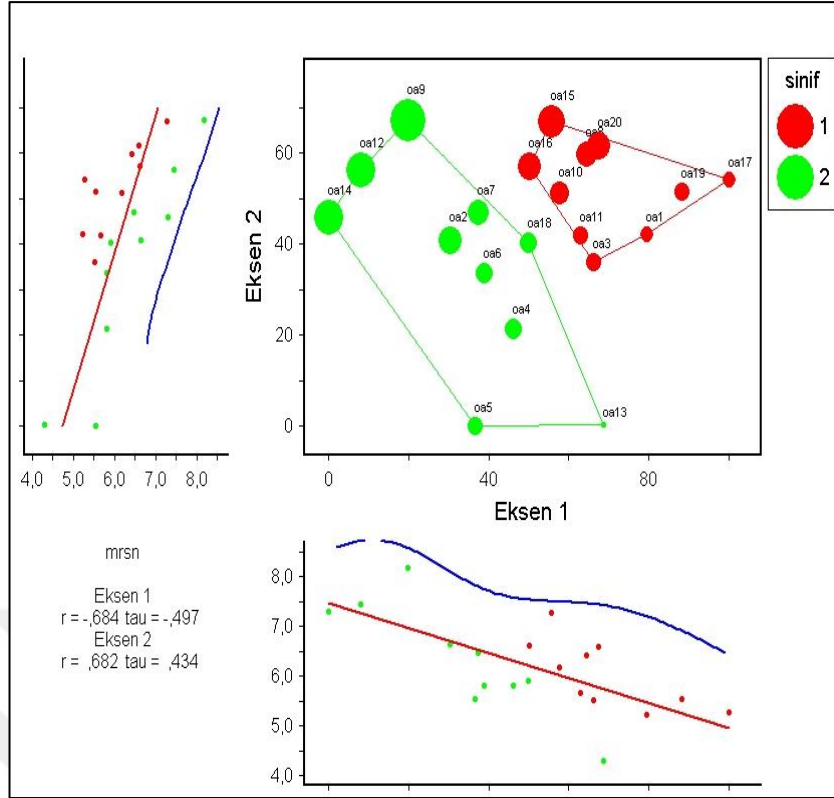 sinif
1
2
oa9
oa15
oa20
oa8
oa12
oa16
oa17
oa10
oa19
oa14
oa7
oa2
oa18
oa11
oa1
oa3
oa6
oa4
oa5
oa13
Eksen 2
60
40
20
0
4,0 5,0 6,0 7,0 8,0
0 40 80
Eksen 1
mrsn
Eksen 1
r = -,684 tau = -,497
Eksen 2
r = ,682 tau = ,434
8,0
7,0
6,0
5,0
4,0